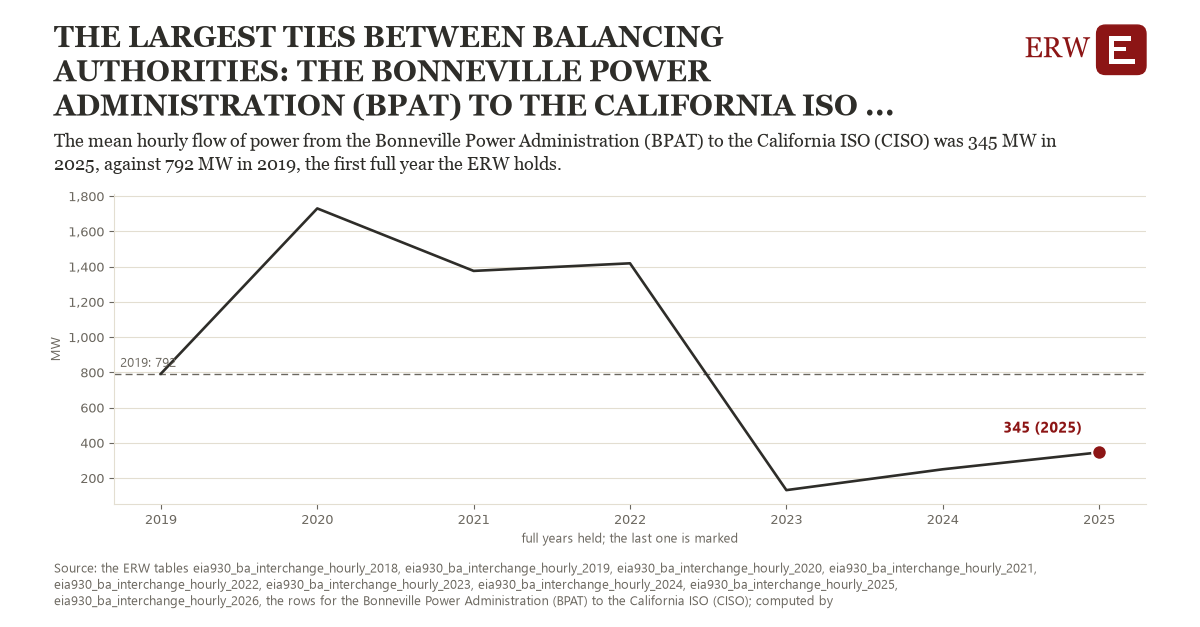 THE LARGEST TIES BETWEEN BALANCING
AUTHORITIES: THE BONNEVILLE POWER
ADMINISTRATION (BPAT) TO THE CALIFORNIA ISO ...
ERW E
The mean hourly flow of power from the Bonneville Power Administration (BPAT) to the California ISO (CISO) was 345 MW in
2025, against 792 MW in 2019, the first full year the ERW holds.
1,800
1,600
1,400
1,200
1,000
800
600
400
200
MW
2019: 792
345 (2025)
2019 2020 2021 2022 2023 2024 2025
full years held; the last one is marked
Source: the ERW tables eia930_ba_interchange_hourly_2018, eia930_ba_interchange_hourly_2019, eia930_ba_interchange_hourly_2020, eia930_ba_interchange_hourly_2021,
eia930_ba_interchange_hourly_2022, eia930_ba_interchange_hourly_2023, eia930_ba_interchange_hourly_2024, eia930_ba_interchange_hourly_2025,
eia930_ba_interchange_hourly_2026, the rows for the Bonneville Power Administration (BPAT) to the California ISO (CISO); computed by